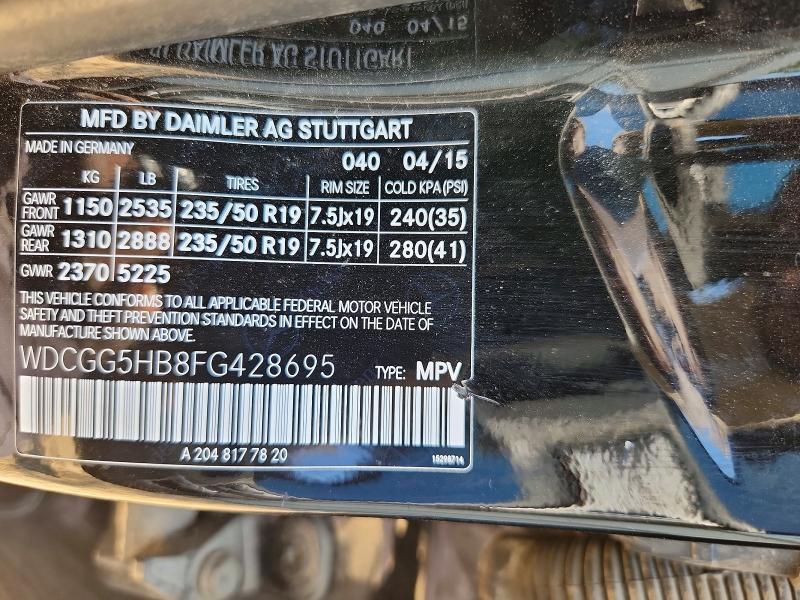 MFD BY DAIMLER AG STUTTGART
MADE IN GERMANY 040 04/15
KG LB TIRES RIM SIZE COLD KPA (PSI)
GAWR FRONT 1150 2535 235/50 R19 7.5Jx19 240(35)
GAWR REAR 1310 2888 235/50 R19 7.5Jx19 280(41)
GVWR 2370 5225
THIS VEHICLE CONFORMS TO ALL APPLICABLE FEDERAL MOTOR VEHICLE
SAFETY AND THEFT PREVENTION STANDARDS IN EFFECT ON THE DATE OF
MANUFACTURE SHOWN ABOVE.
WDCGG5HB8FG428695 TYPE: MPV
A 204 817 78 20 15298714